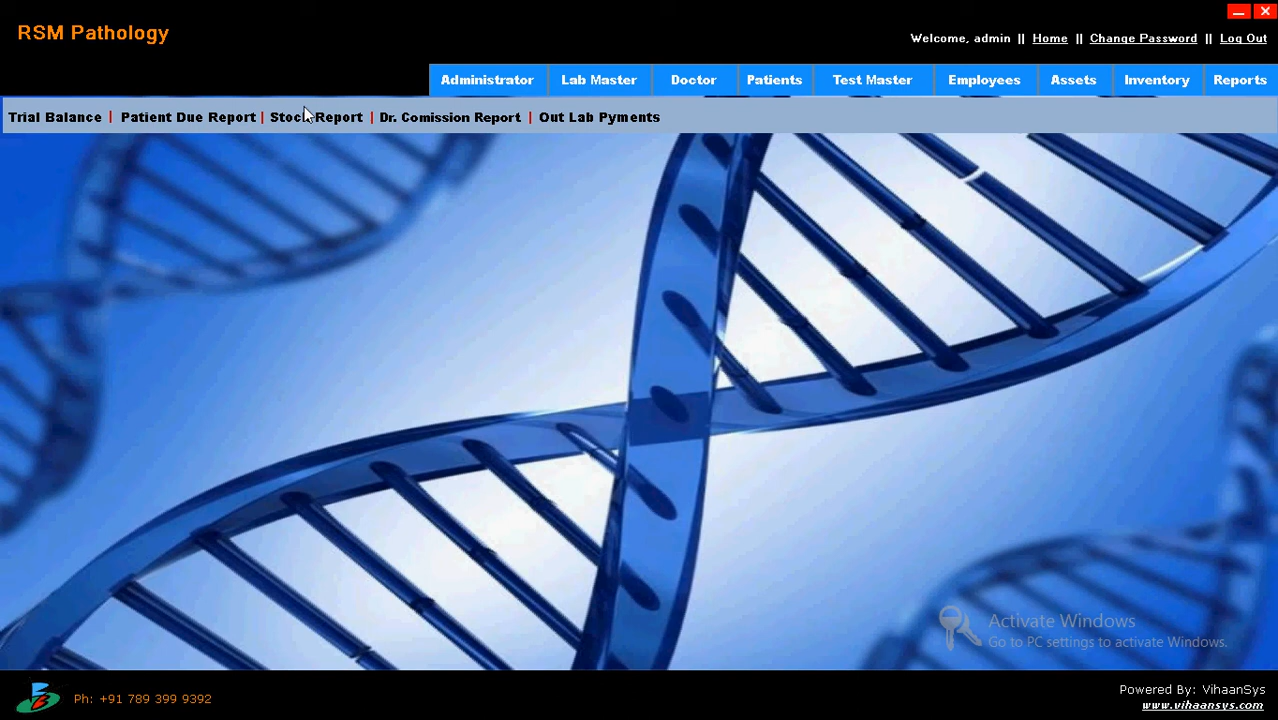 RSM Pathology
Welcome, admin || Home || Change Password || Log Out
Administrator Lab Master Doctor Patients Test Master Employees Assets Inventory Reports
Trial Balance | Patient Due Report | Stock Report | Dr. Comission Report | Out Lab Pyments
Activate Windows
Go to PC settings to activate Windows.
Ph: +91 789 399 9392
Powered By: VihaanSys
www.vihaansys.com